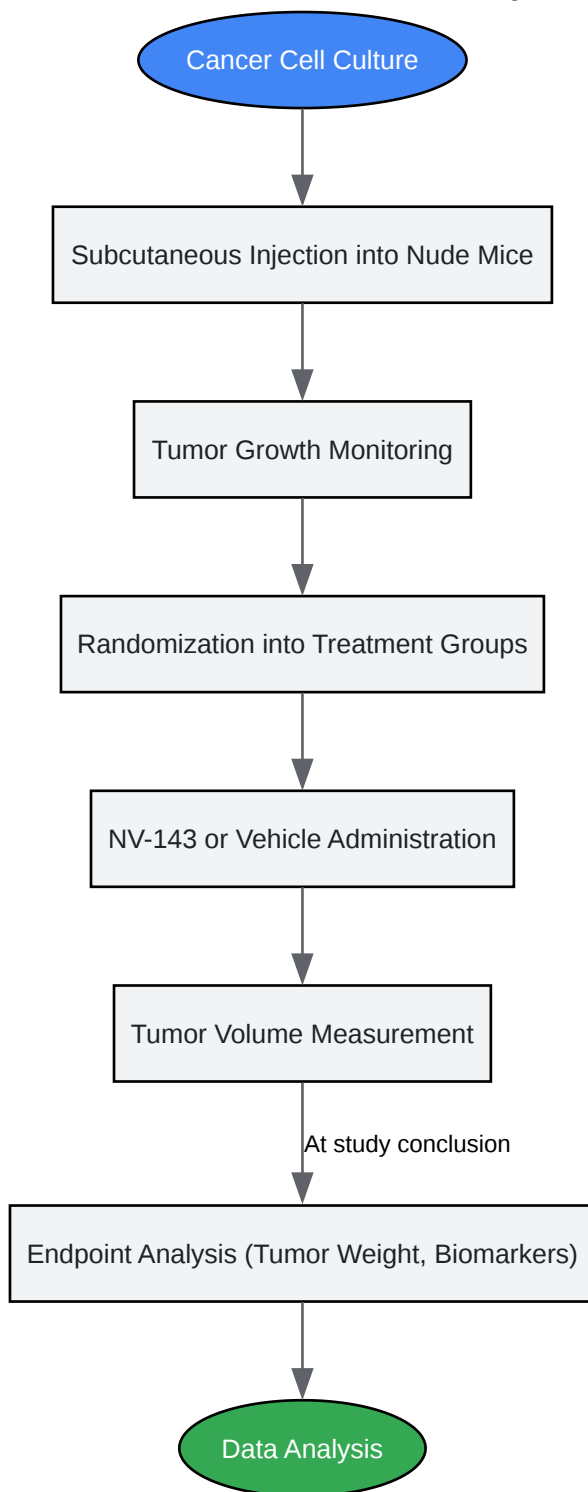 Cancer Cell Culture
Subcutaneous Injection into Nude Mice
Tumor Growth Monitoring
Randomization into Treatment Groups
NV-143 or Vehicle Administration
Tumor Volume Measurement
At study conclusion
Endpoint Analysis (Tumor Weight, Biomarkers)
Data Analysis